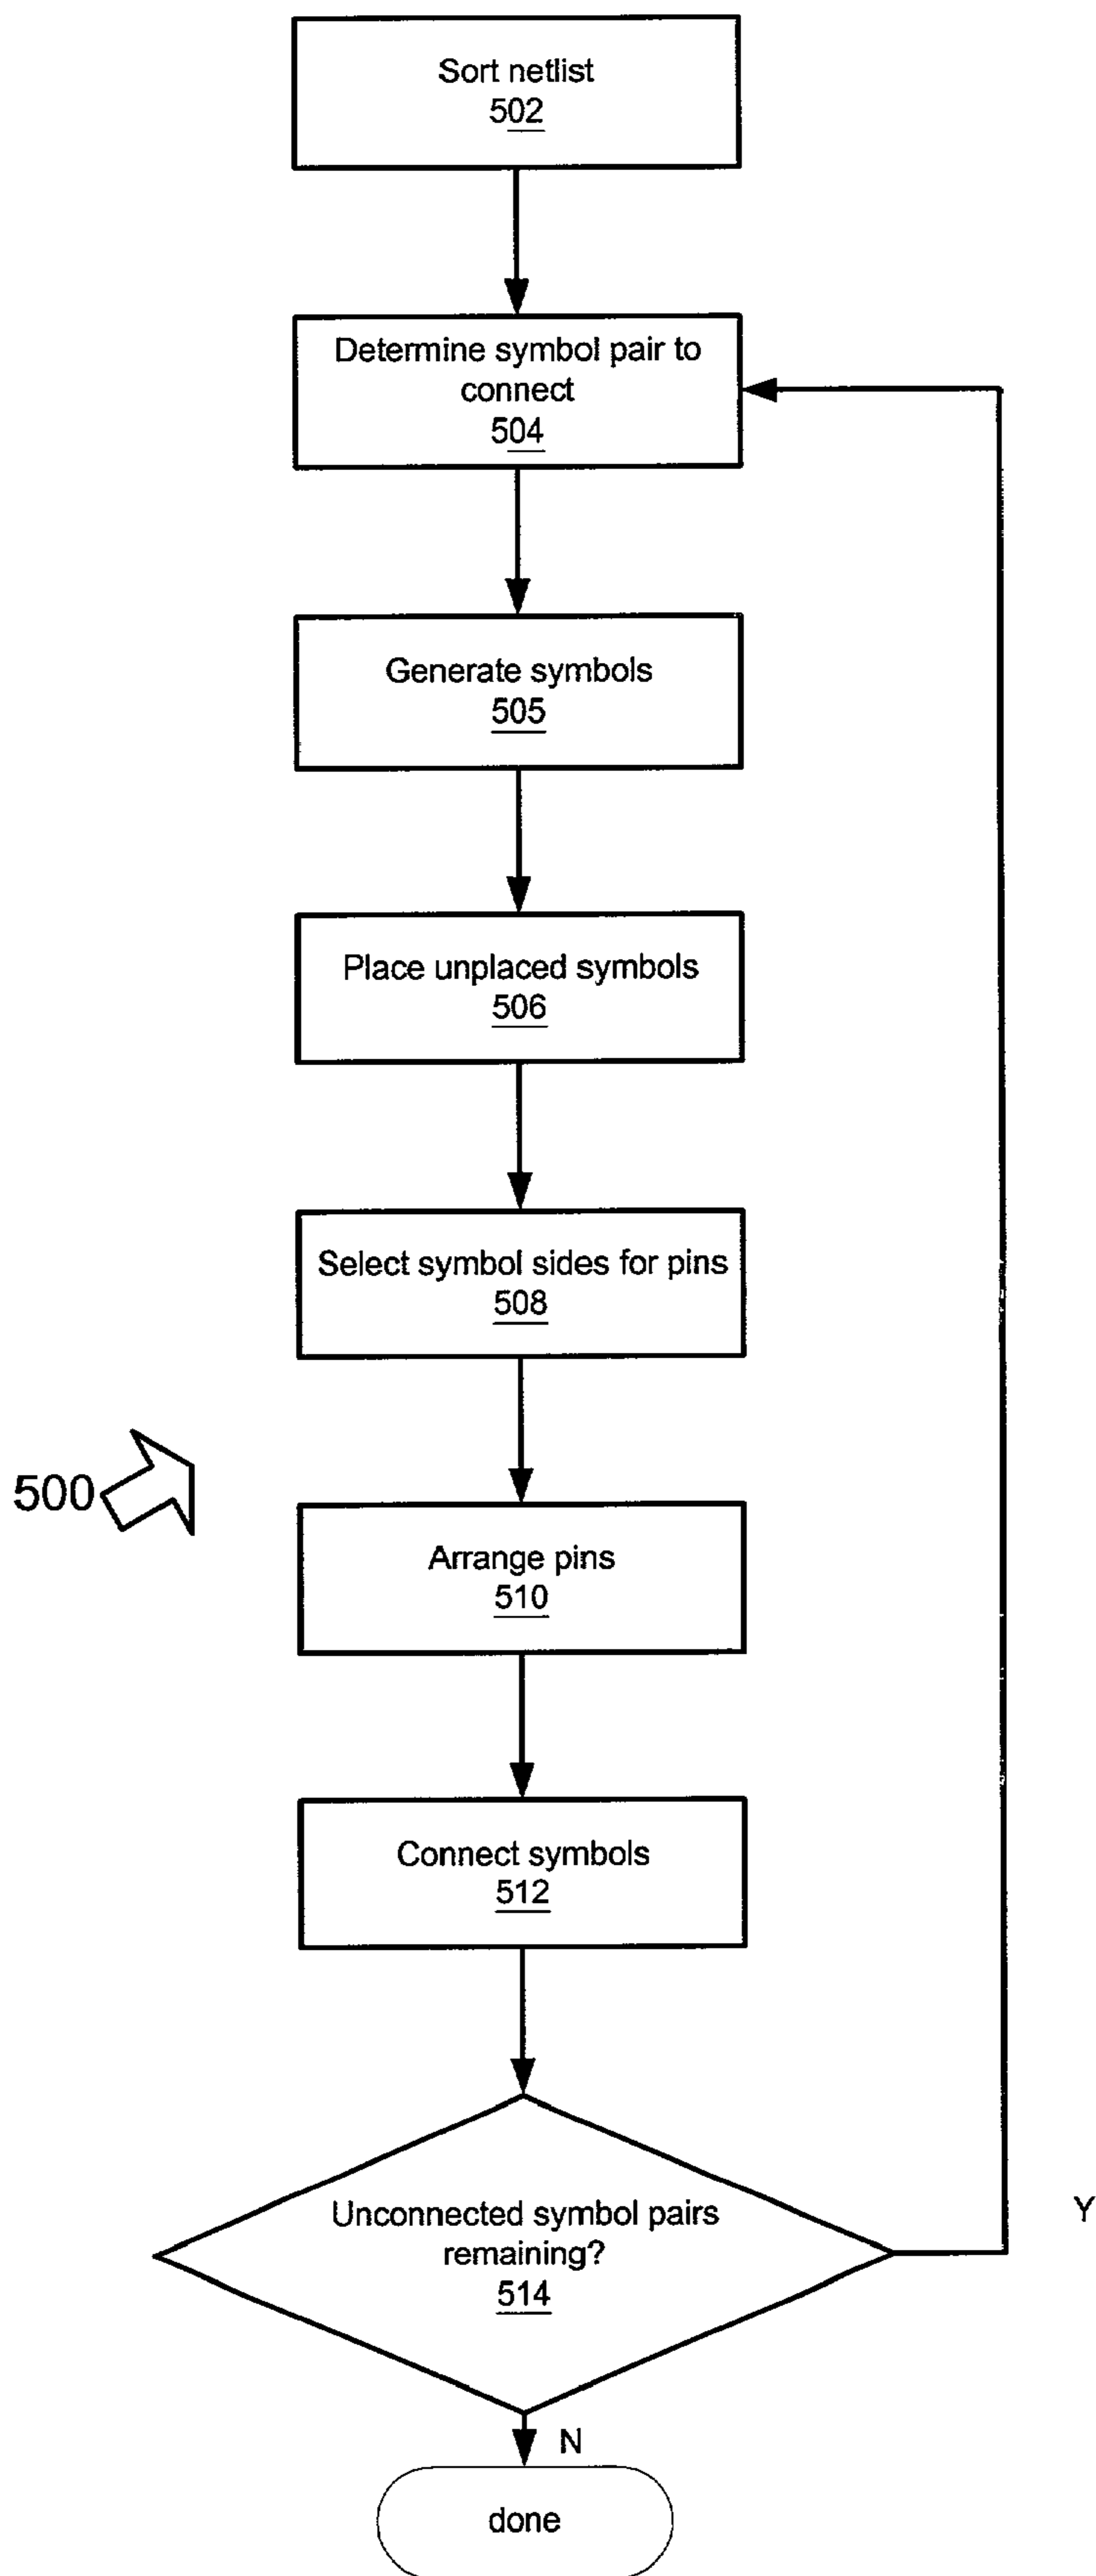 Sort netlist
502
Determine symbol pair to
connect
504
Generate symbols
505
Place unplaced symbols
506
Select symbol sides for pins
508
500
Arrange pins
510
Connect symbols
512
Unconnected symbol pairs
remaining?
514
Y
N
done